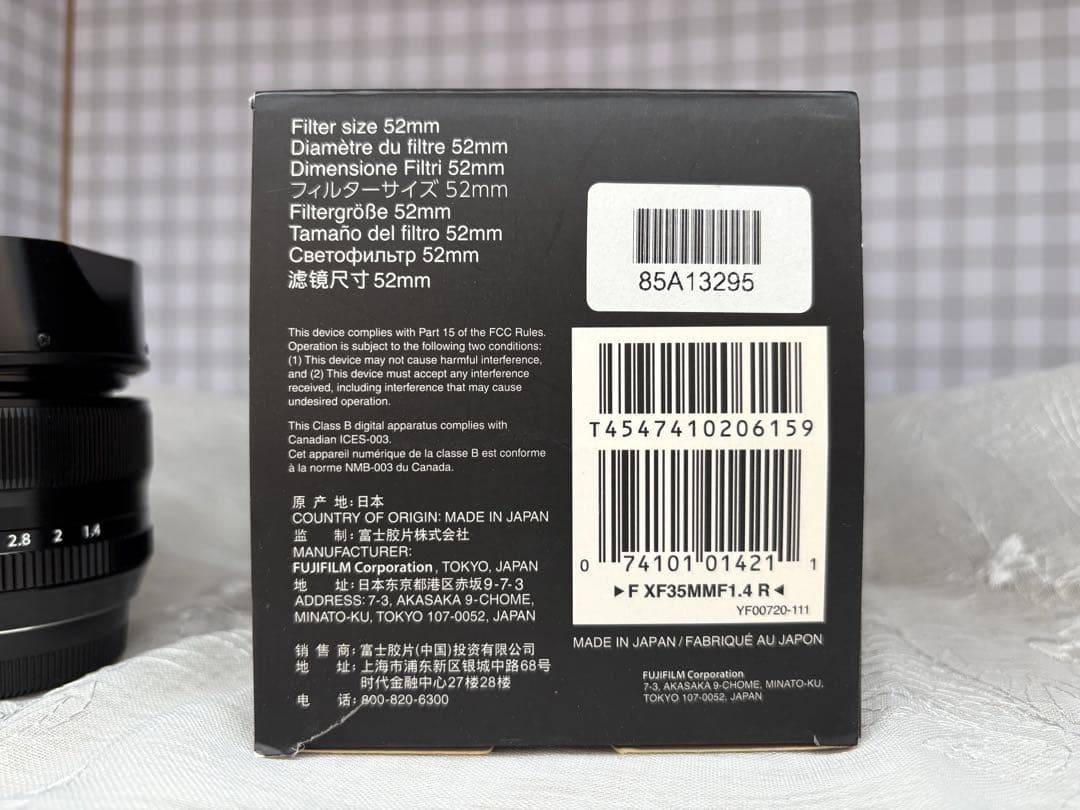 Filter size 52mm
Diamètre du filtre 52mm
Dimensione Filtri 52mm
フィルターサイズ 52mm
Filtergröße 52mm
Tamaño del filtro 52mm
Светофильтр 52mm
滤镜尺寸 52mm
This device complies with Part 15 of the FCC Rules.
Operation is subject to the following two conditions:
(1) This device may not cause harmful interference,
and (2) This device must accept any interference
received, including interference that may cause
undesired operation.
This Class B digital apparatus complies with
Canadian ICES-003.
Cet appareil numérique de la classe B est conforme
à la norme NMB-003 du Canada.
原 产 地: 日本
COUNTRY OF ORIGIN: MADE IN JAPAN
监 制: 富士胶片株式会社
MANUFACTURER:
FUJIFILM Corporation, TOKYO, JAPAN
地 址: 日本东京都港区赤坂9-7-3
ADDRESS: 7-3, AKASAKA 9-CHOME,
MINATO-KU, TOKYO 107-0052, JAPAN
销 售 商: 富士胶片(中国)投资有限公司
地 址: 上海市浦东新区银城中路68号
时代金融中心27楼28楼
电 话: 800-820-6300
85A13295
T4547410206159
0 74101 01421 1
▶F XF35MMF1.4 R◀
YF00720-111
MADE IN JAPAN / FABRIQUÉ AU JAPON
FUJIFILM Corporation
7-3, AKASAKA 9-CHOME, MINATO-KU,
TOKYO 107-0052, JAPAN
2.8 2 1.4